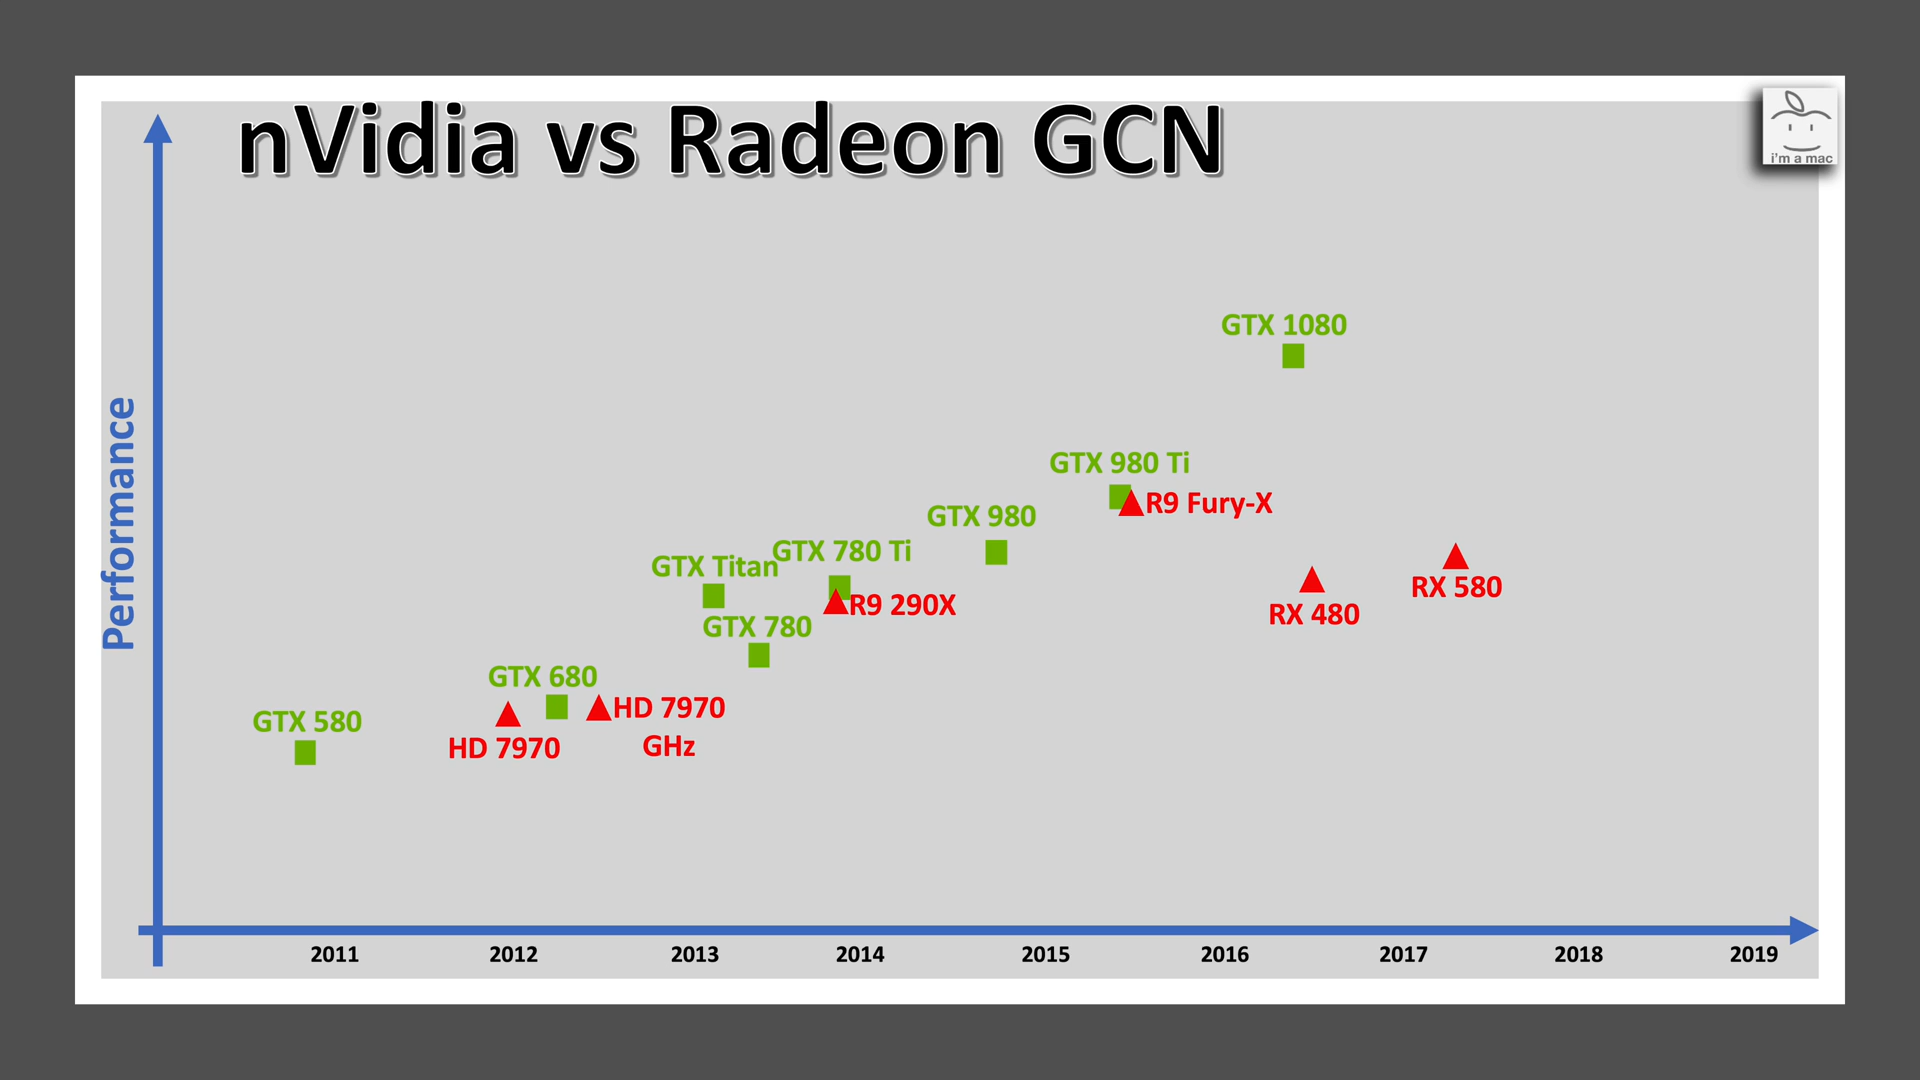 nVidia vs Radeon GCN
i'm a mac
Performance
GTX 1080
GTX 980 Ti
R9 Fury-X
GTX 980
GTX 780 Ti
GTX Titan
R9 290X
GTX 780
RX 580
RX 480
GTX 680
HD 7970
GHz
GTX 580
HD 7970
2011 2012 2013 2014 2015 2016 2017 2018 2019